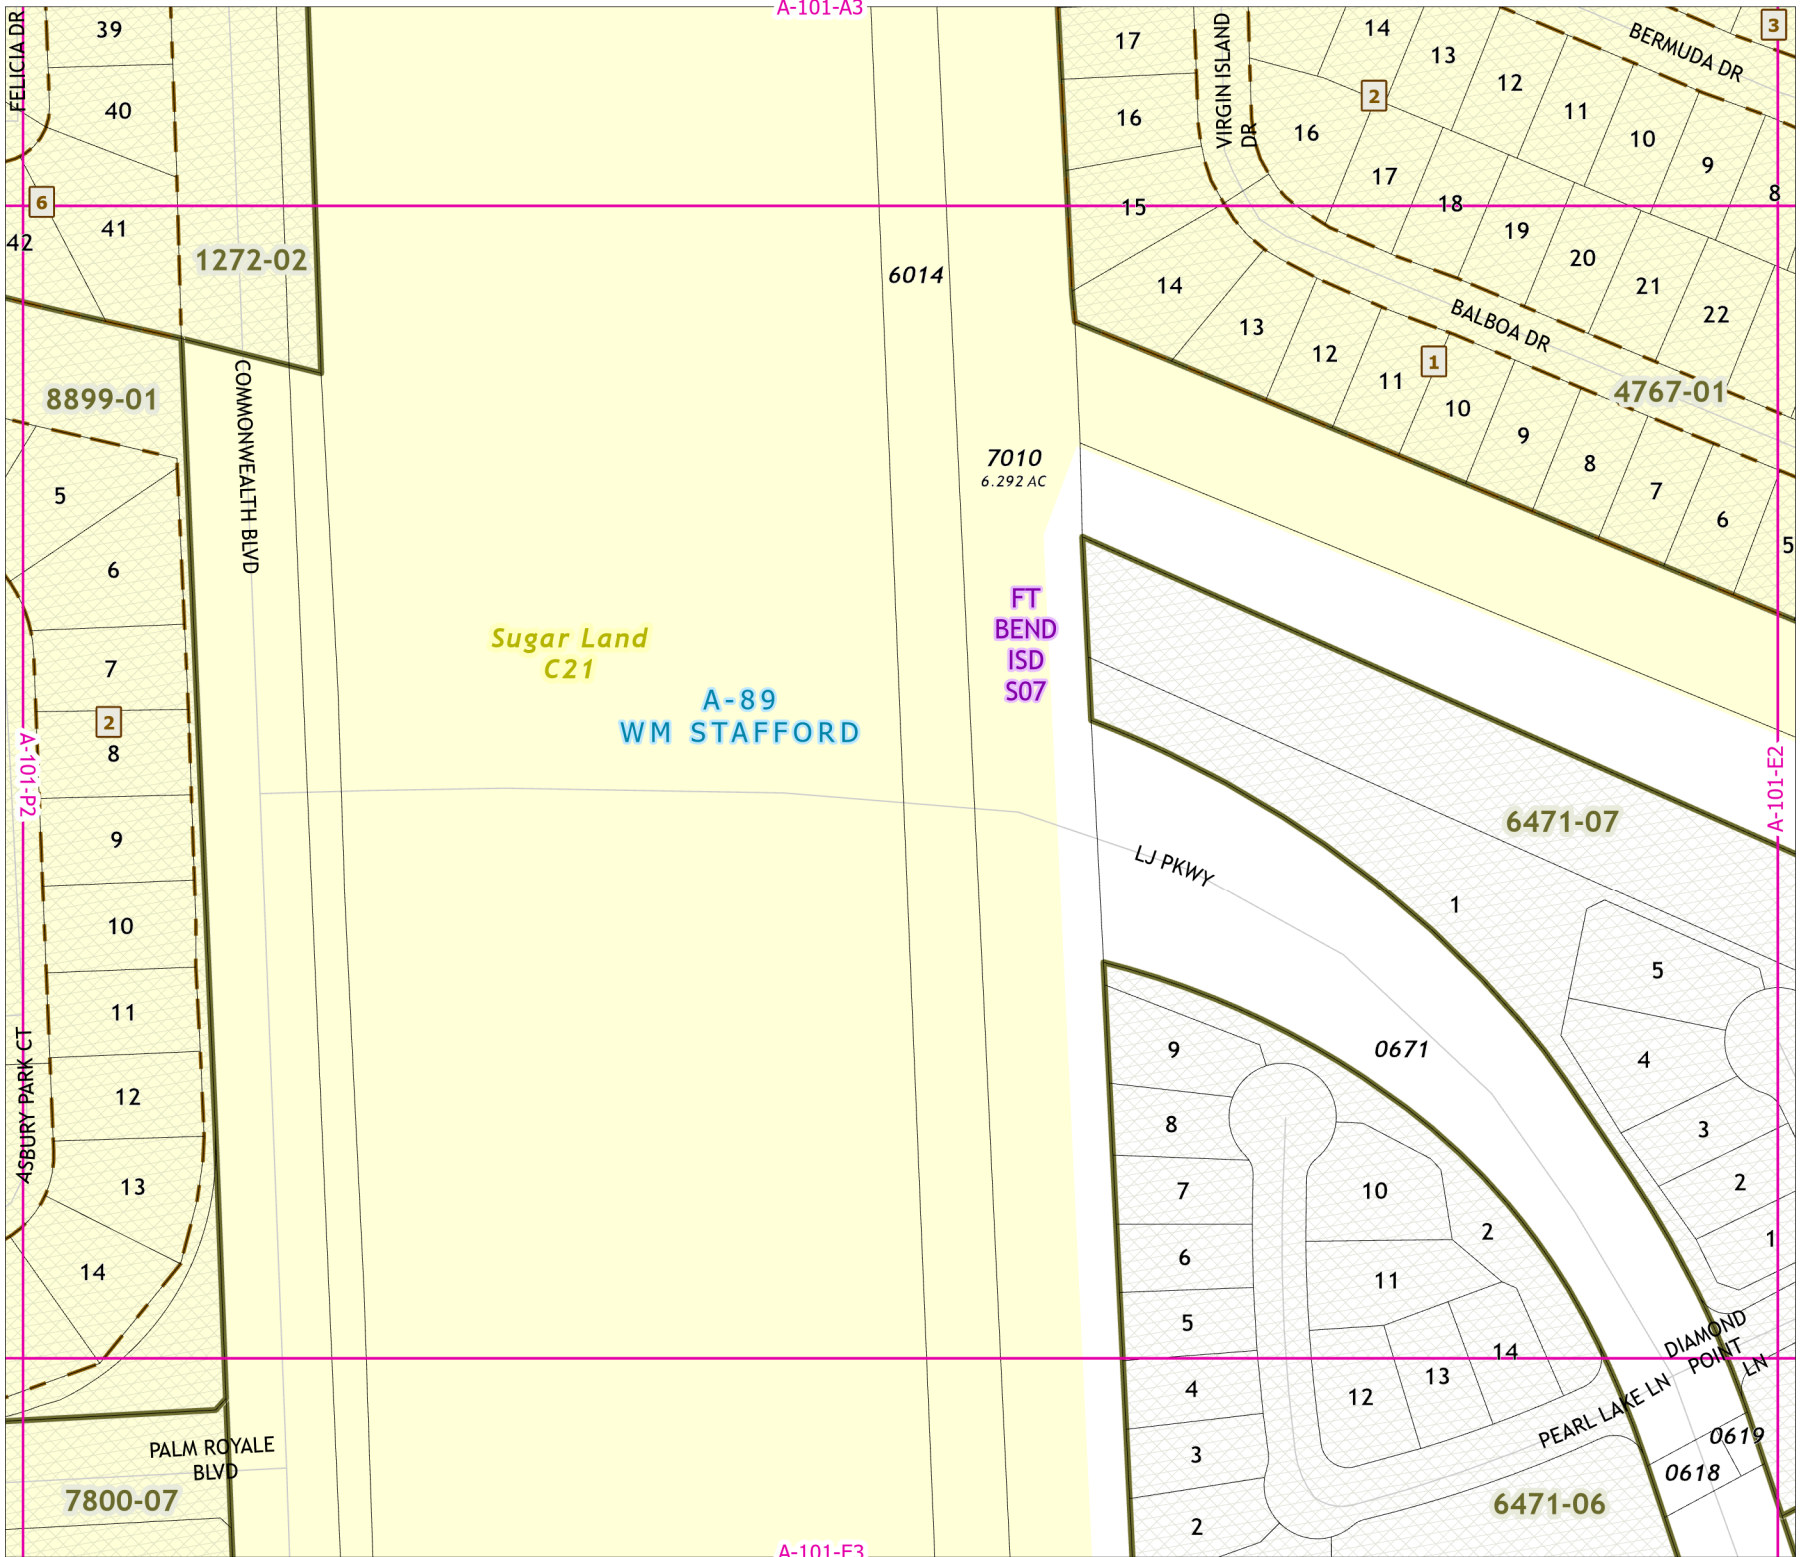 A-101-A3
FELICIA DR
39
40
41
42
6
1272-02
8899-01
COMMONWEALTH BLVD
5
6
7
2
8
9
10
11
12
13
14
A-101-P2
ASBURY PARK CT
PALM ROYALE
BLVD
7800-07
6014
7010
6.292 AC
Sugar Land
C21
A-89
WM STAFFORD
FT
BEND
ISD
S07
17
16
15
14
13
12
11
10
9
8
7
6
5
1
VIRGIN ISLAND
DR
14
13
12
11
10
9
8
2
16
17
18
19
20
21
22
BERMUDA DR
3
BALBOA DR
4767-01
A-101-E2
6471-07
1
5
4
3
2
1
LJ PKWY
0671
9
8
7
6
5
4
3
2
10
2
11
14
13
12
DIAMOND
POINT
LN
PEARL LAKE LN
0619
0618
6471-06
A-101-E3